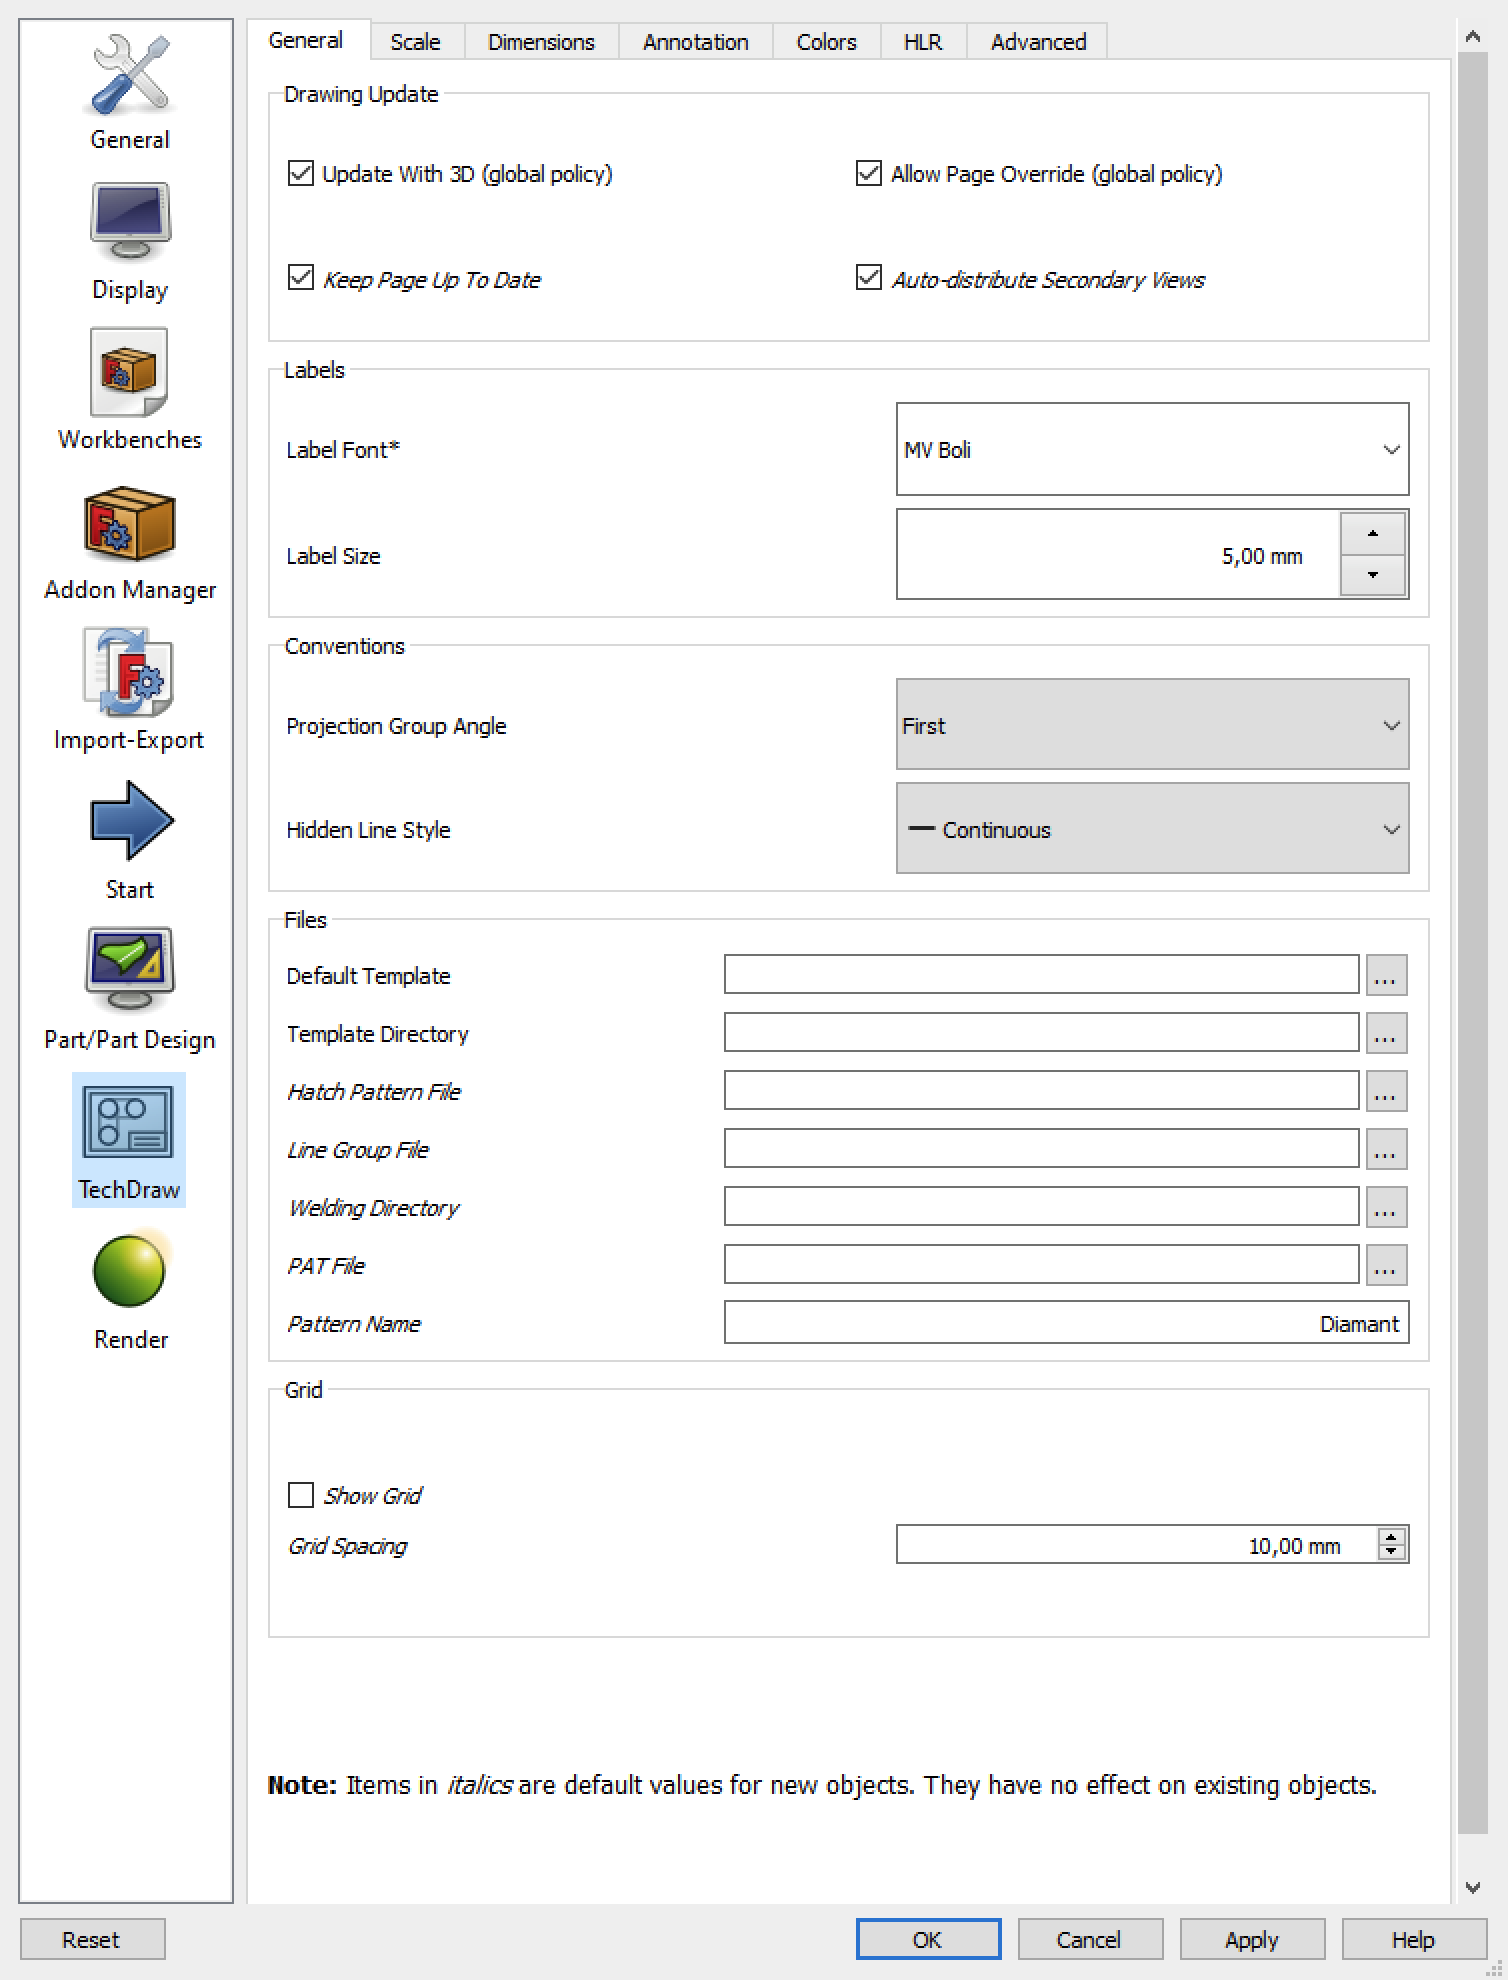 General
Display
Workbenches
Addon Manager
Import-Export
Start
Part/Part Design
TechDraw
Render
General Scale Dimensions Annotation Colors HLR Advanced
Drawing Update
Update With 3D (global policy) Allow Page Override (global policy)
Keep Page Up To Date Auto-distribute Secondary Views
Labels
Label Font* MV Boli
Label Size 5,00 mm
Conventions
Projection Group Angle First
Hidden Line Style Continuous
Files
Default Template ...
Template Directory ...
Hatch Pattern File ...
Line Group File ...
Welding Directory ...
PAT File ...
Pattern Name Diamant
Grid
Show Grid
Grid Spacing 10,00 mm
Note: Items in italics are default values for new objects. They have no effect on existing objects.
Reset OK Cancel Apply Help